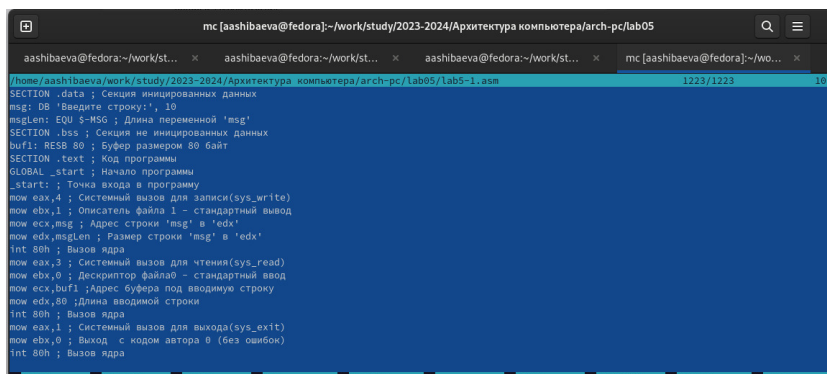 mc [aashibaeva@fedora]:~/work/study/2023-2024/Архитектура компьютера/arch-pc/lab05
aashibaeva@fedora:~/work/st... × aashibaeva@fedora:~/work/st... × aashibaeva@fedora:~/work/st... × mc [aashibaeva@fedora]:~/wo... ×
/home/aashibaeva/work/study/2023-2024/Архитектура компьютера/arch-pc/lab05/lab5-1.asm 1223/1223 10
SECTION .data ; Секция иницированных данных
msg: DB 'Введите строку:', 10
msgLen: EQU $-MSG ; Длина переменной 'msg'
SECTION .bss ; Секция не иницированных данных
buf1: RESB 80 ; Буфер размером 80 байт
SECTION .text ; Код программы
GLOBAL _start ; Начало программы
_start: ; Точка входа в программу
mow eax,4 ; Системный вызов для записи(sys_write)
mow ebx,1 ; Описатель файла 1 - стандартный вывод
mow ecx,msg ; Адрес строки 'msg' в 'edx'
mow edx,msgLen ; Размер строки 'msg' в 'edx'
int 80h ; Вызов ядра
mow eax,3 ; Системный вызов для чтения(sys_read)
mow ebx,0 ; Дескриптор файла0 - стандартный ввод
mow ecx,buf1 ;Адрес буфера под вводимую строку
mow edx,80 ;Длина вводимой строки
int 80h ; Вызов ядра
mow eax,1 ; Системный вызов для выхода(sys_exit)
mow ebx,0 ; Выход  с кодом автора 0 (без ошибок)
int 80h ; Вызов ядра